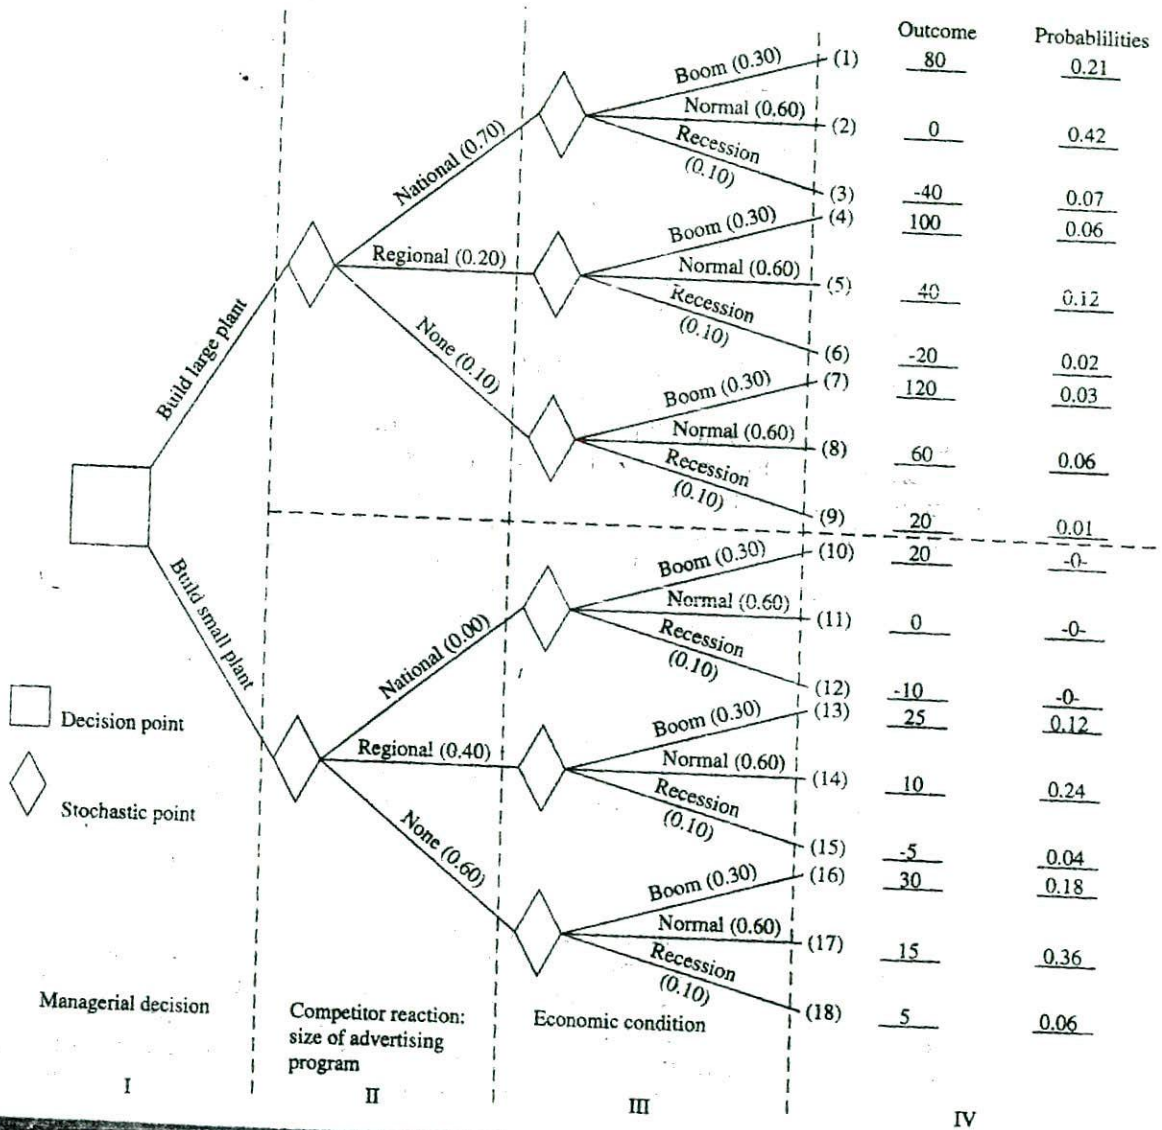 Outcome Probablilities
Boom (0.30) (1) 80 0.21
Normal (0.60) (2) 0 0.42
Recession (0.10) (3) -40 0.07
National (0.70)
Boom (0.30) (4) 100 0.06
Regional (0.20) Normal (0.60) (5) 40 0.12
Recession (0.10) (6) -20 0.02
None (0.10)
Boom (0.30) (7) 120 0.03
Normal (0.60) (8) 60 0.06
Recession (0.10) (9) 20 0.01
Build large plant
Build small plant
Boom (0.30) (10) 20 -0-
Normal (0.60) (11) 0 -0-
Recession (0.10) (12) -10 -0-
National (0.00)
Boom (0.30) (13) 25 0.12
Regional (0.40) Normal (0.60) (14) 10 0.24
Recession (0.10) (15) -5 0.04
None (0.60)
Boom (0.30) (16) 30 0.18
Normal (0.60) (17) 15 0.36
Recession (0.10) (18) 5 0.06
Decision point
Stochastic point
Managerial decision
Competitor reaction:
size of advertising
program
Economic condition
I
II
III
IV